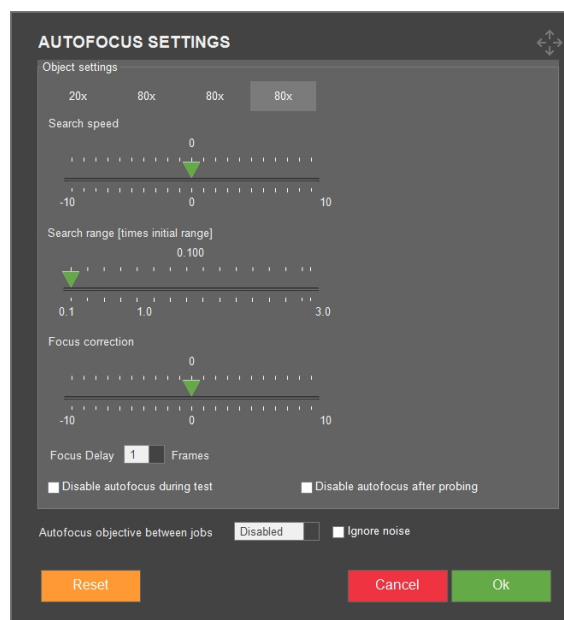 AUTOFOCUS SETTINGS
Object settings
20x 80x 80x 80x
Search speed
0
-10 0 10
Search range [times initial range]
0.100
0.1 1.0 3.0
Focus correction
0
-10 0 10
Focus Delay 1 Frames
Disable autofocus during test Disable autofocus after probing
Autofocus objective between jobs Disabled Ignore noise
Reset Cancel Ok